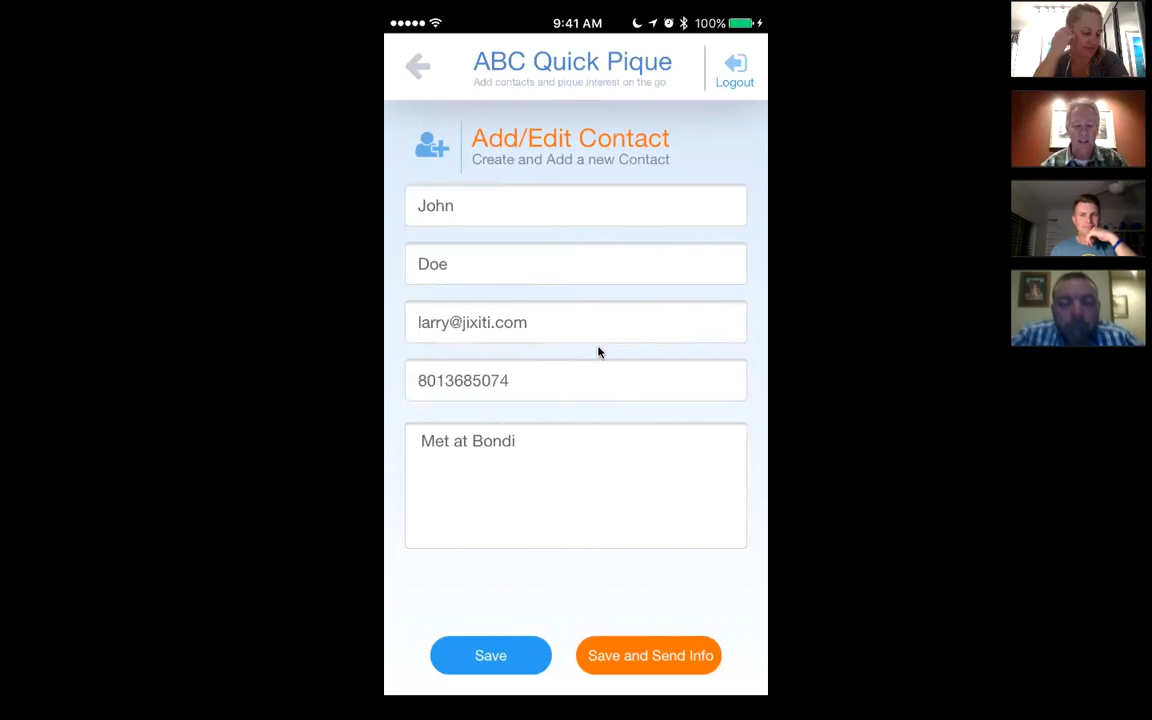 9:41 AM
100%
ABC Quick Pique
Add contacts and pique interest on the go
Logout
Add/Edit Contact
Create and Add a new Contact
John
Doe
larry@jixiti.com
8013685074
Met at Bondi
Save
Save and Send Info